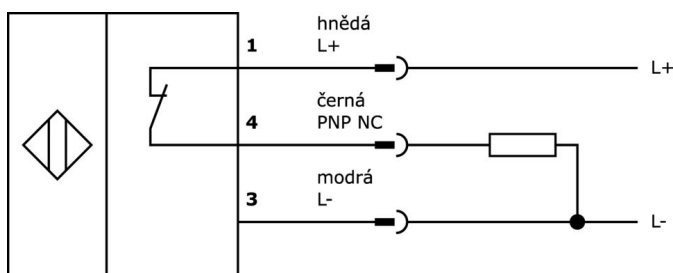 hnědá
1 L+
L+
černá
4 PNP NC
modrá
3 L-
L-